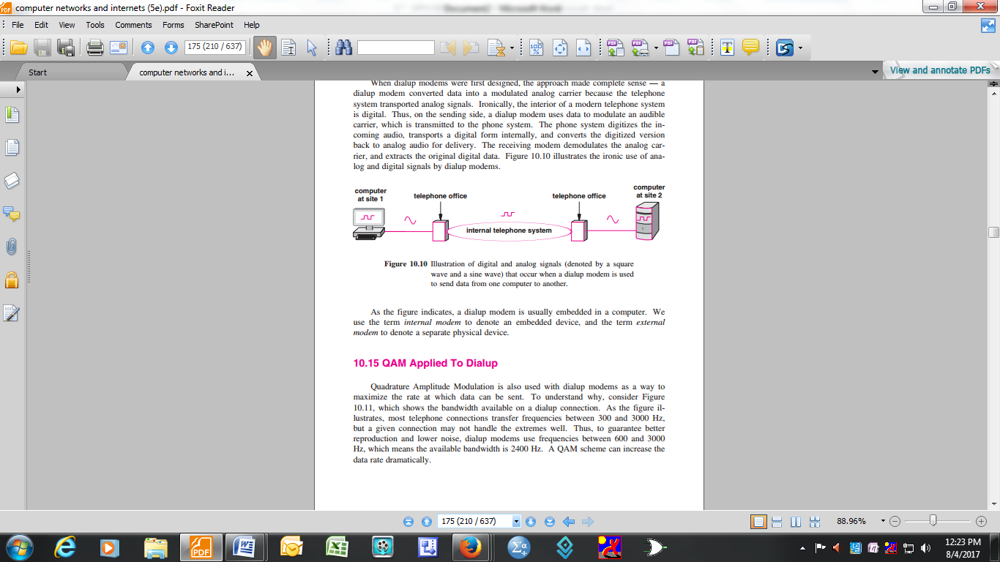 computer networks and internets (5e).pdf - Foxit Reader
File Edit View Tools Comments Forms SharePoint Help
175 (210 / 637)
Start
computer networks and i...
View and annotate PDFs
When dialup modems were first designed, the approach made complete sense — a
dialup modem converted data into a modulated analog carrier because the telephone
system transported analog signals. Ironically, the interior of a modern telephone system
is digital. Thus, on the sending side, a dialup modem uses data to modulate an audible
carrier, which is transmitted to the phone system. The phone system digitizes the in-
coming audio, transports a digital form internally, and converts the digitized version
back to analog audio for delivery. The receiving modem demodulates the analog car-
rier, and extracts the original digital data. Figure 10.10 illustrates the ironic use of ana-
log and digital signals by dialup modems.
computer
at site 1
telephone office
telephone office
computer
at site 2
internal telephone system
Figure 10.10 Illustration of digital and analog signals (denoted by a square
wave and a sine wave) that occur when a dialup modem is used
to send data from one computer to another.
As the figure indicates, a dialup modem is usually embedded in a computer. We
use the term internal modem to denote an embedded device, and the term external
modem to denote a separate physical device.
10.15 QAM Applied To Dialup
Quadrature Amplitude Modulation is also used with dialup modems as a way to
maximize the rate at which data can be sent. To understand why, consider Figure
10.11, which shows the bandwidth available on a dialup connection. As the figure il-
lustrates, most telephone connections transfer frequencies between 300 and 3000 Hz,
but a given connection may not handle the extremes well. Thus, to guarantee better
reproduction and lower noise, dialup modems use frequencies between 600 and 3000
Hz, which means the available bandwidth is 2400 Hz. A QAM scheme can increase the
data rate dramatically.
175 (210 / 637)
88.96%
12:23 PM
8/4/2017